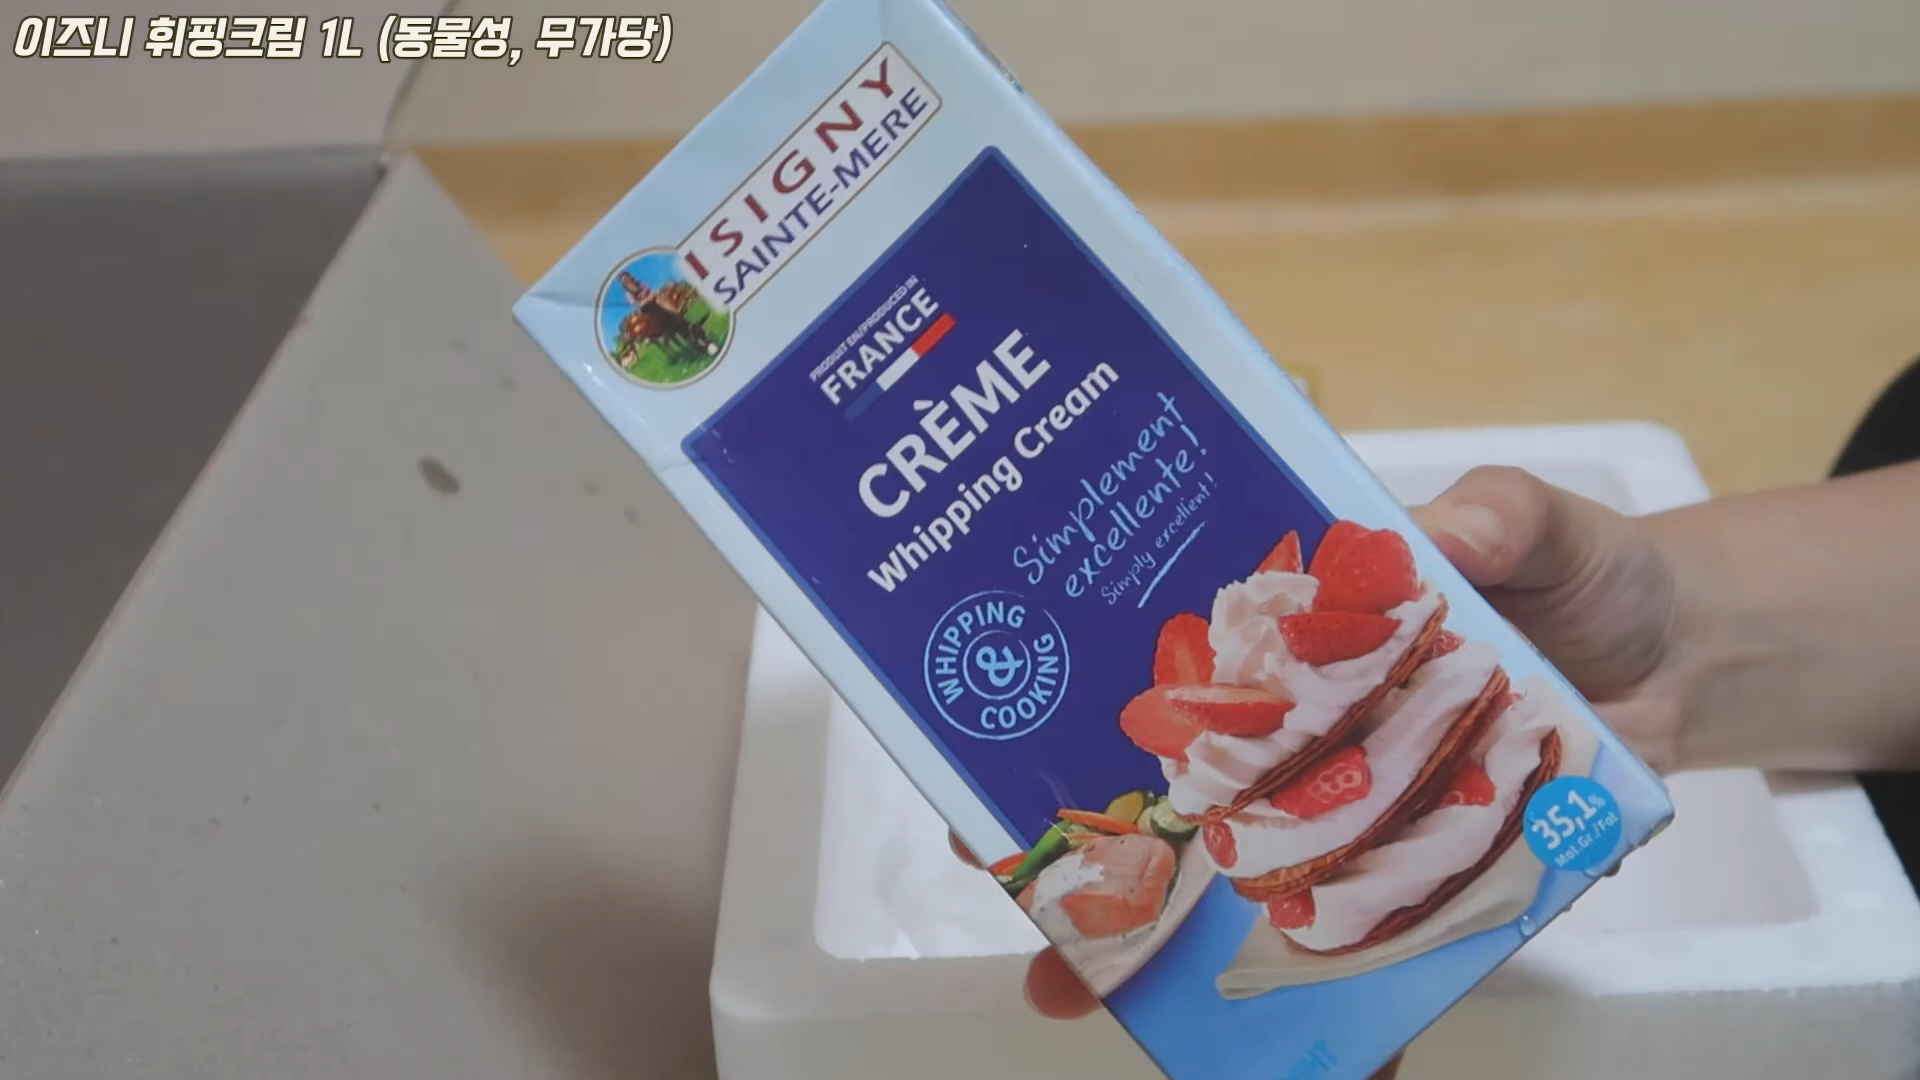 이즈니 휘핑크림 1L (동물성, 무가당)
ISIGNY
SAINTE-MERE
PRODUIT EN/PRODUCED IN
FRANCE
CRÈME
Whipping Cream
Simplement
excellente!
Simply excellent!
WHIPPING
&
COOKING
35,1%
Mat.Gr./Fat